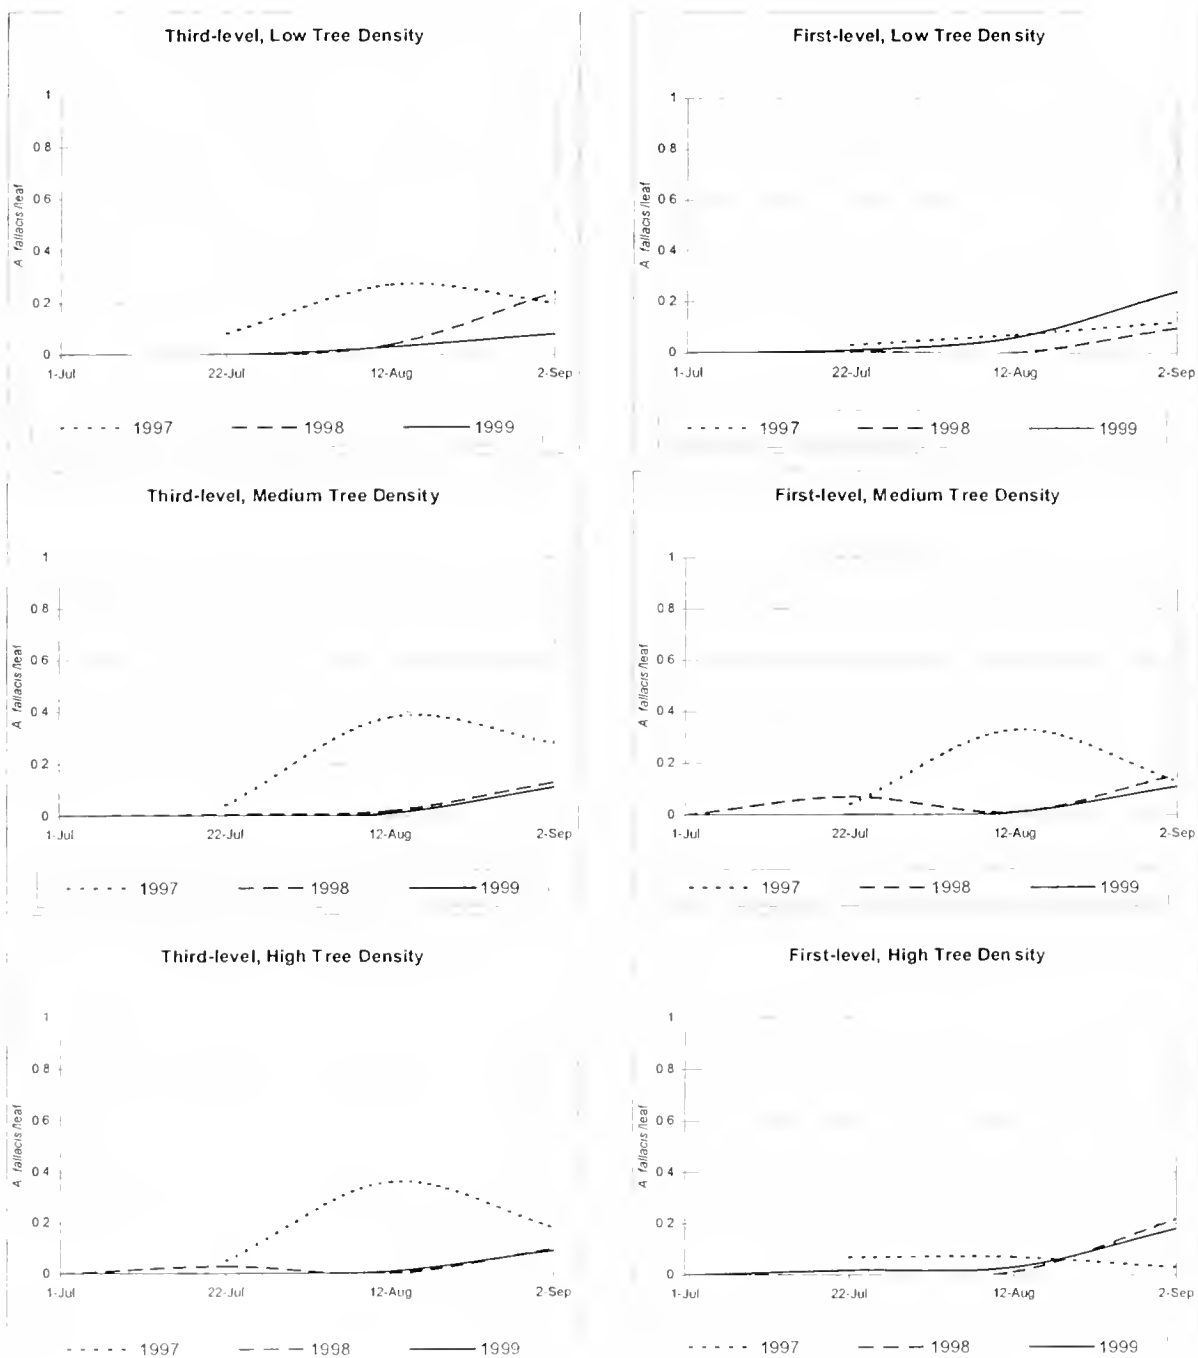 Third-level, Low Tree Density
1
0.8
0.6
0.4
0.2
0
A fallacis/leaf
1-Jul 22-Jul 12-Aug 2-Sep
1997 1998 1999
First-level, Low Tree Density
1
0.8
0.6
0.4
0.2
0
A fallacis/leaf
1-Jul 22-Jul 12-Aug 2-Sep
1997 1998 1999
Third-level, Medium Tree Density
1
0.8
0.6
0.4
0.2
0
A fallacis/leaf
1-Jul 22-Jul 12-Aug 2-Sep
1997 1998 1999
First-level, Medium Tree Density
1
0.8
0.6
0.4
0.2
0
A fallacis/leaf
1-Jul 22-Jul 12-Aug 2-Sep
1997 1998 1999
Third-level, High Tree Density
1
0.8
0.6
0.4
0.2
0
A fallacis/leaf
1-Jul 22-Jul 12-Aug 2-Sep
1997 1998 1999
First-level, High Tree Density
1
0.8
0.6
0.4
0.2
0
A fallacis/leaf
1-Jul 22-Jul 12-Aug 2-Sep
1997 1998 1999